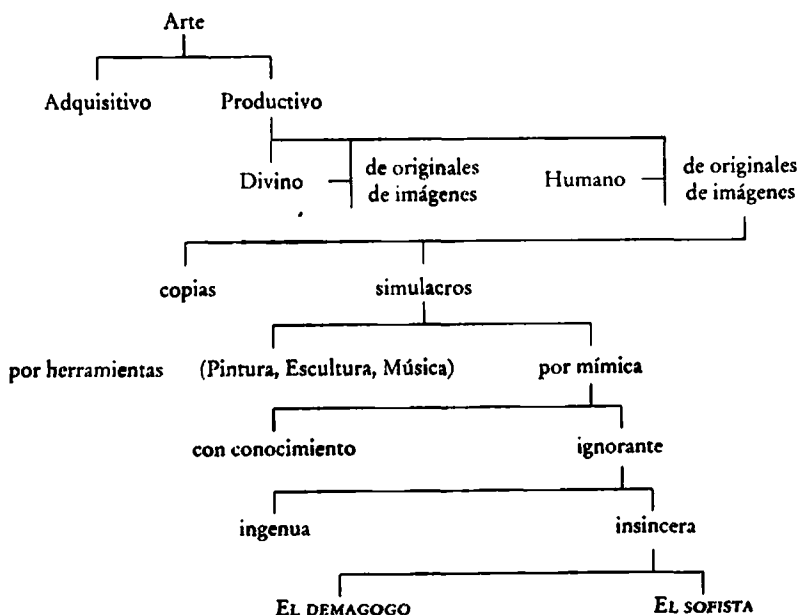 Arte
Adquisitivo Productivo
Divino de originales de imágenes Humano de originales de imágenes
copias simulacros
por herramientas (Pintura, Escultura, Música) por mímica
con conocimiento ignorante
ingenua insincera
EL DEMAGOGO EL SOFISTA